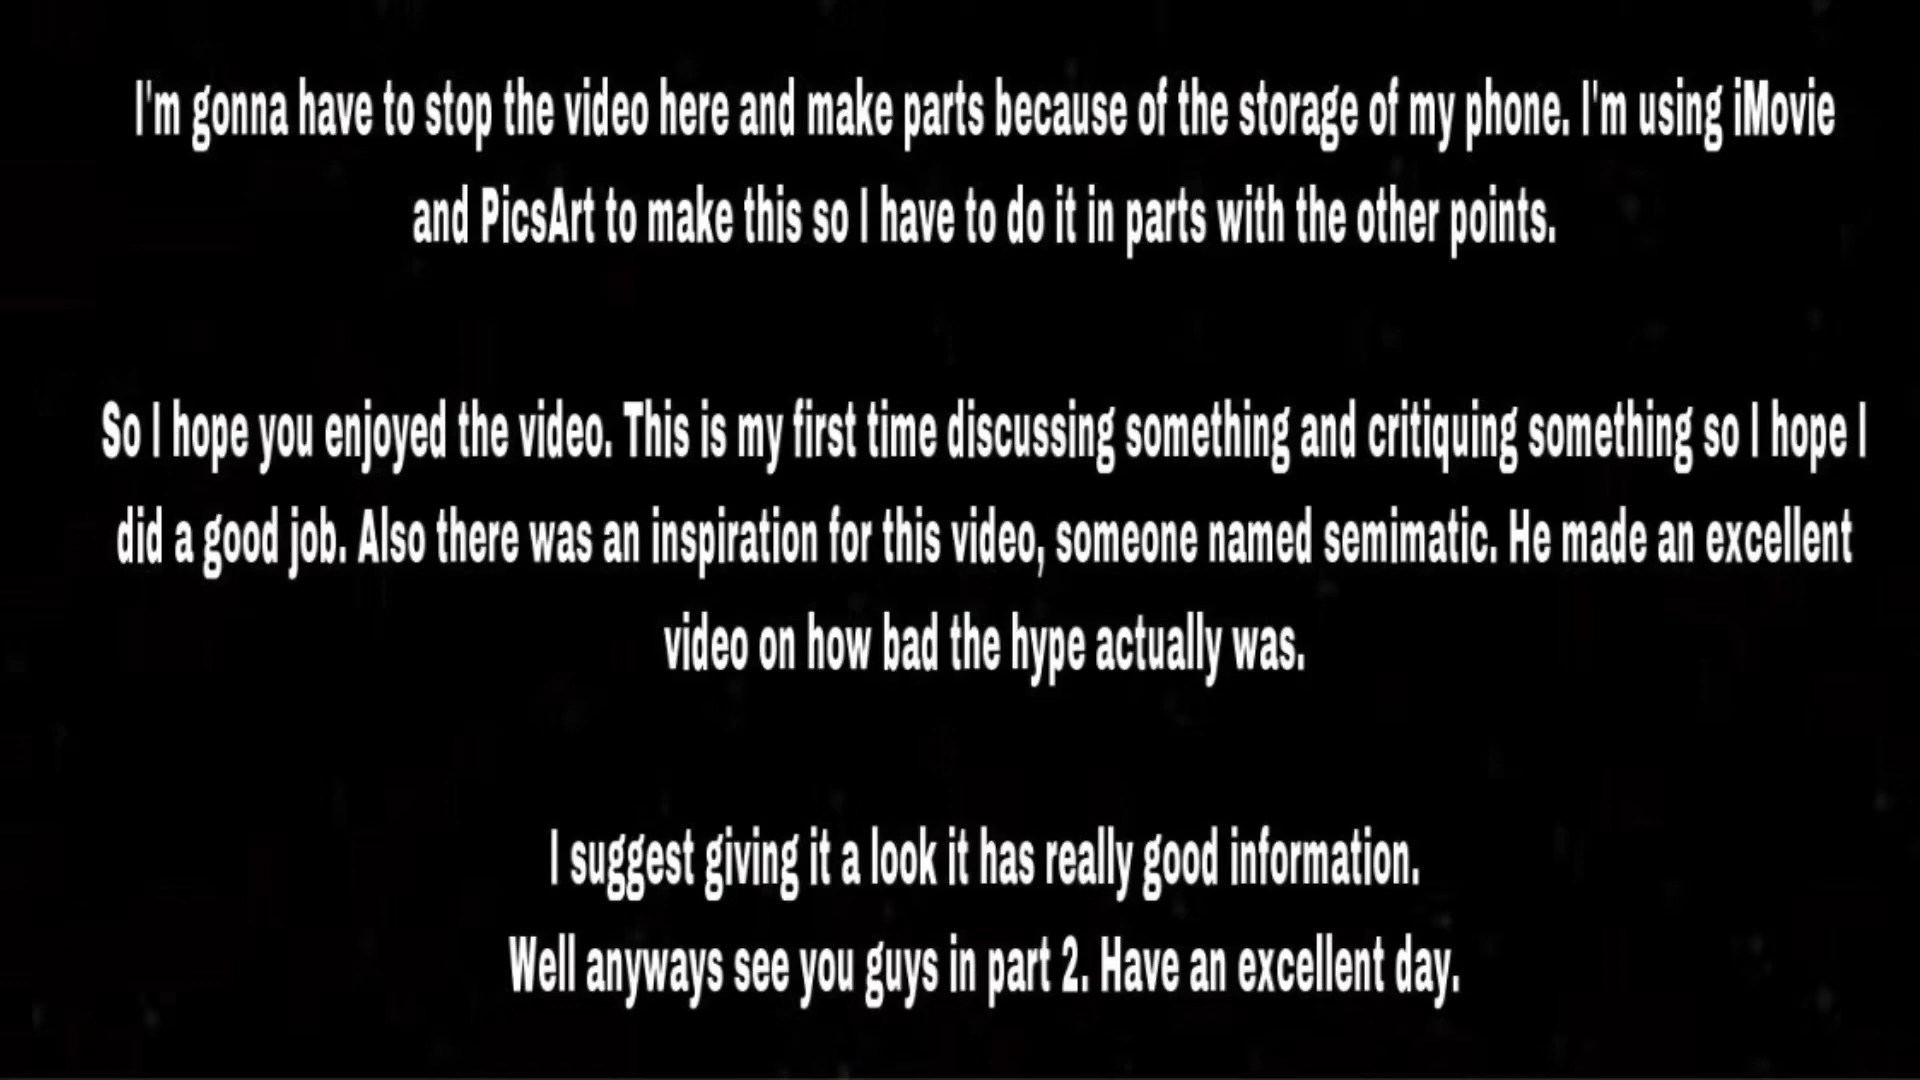 I'm gonna have to stop the video here and make parts because of the storage of my phone. I'm using iMovie
and PicsArt to make this so I have to do it in parts with the other points.
So I hope you enjoyed the video. This is my first time discussing something and critiquing something so I hope I
did a good job. Also there was an inspiration for this video, someone named semimatic. He made an excellent
video on how bad the hype actually was.
I suggest giving it a look it has really good information.
Well anyways see you guys in part 2. Have an excellent day.